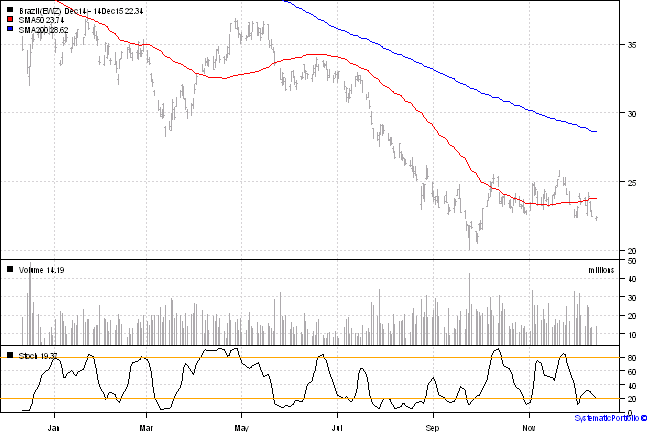 Brazil(EWZ) Dec14 - 14Dec15 22.34
SMA50 23.74
SMA200 28.62
35
30
25
20
Volume 14.19
millions
50
40
30
20
10
Stoch 19.37
80
60
40
20
0
Jan Mar May Jul Sep Nov
SystematicPortfolio ©